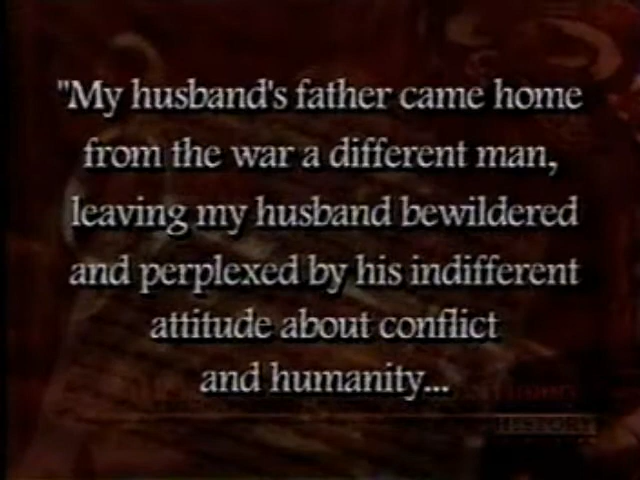 "My husband's father came home
from the war a different man,
leaving my husband bewildered
and perplexed by his indifferent
attitude about conflict
and humanity...
HISTORY